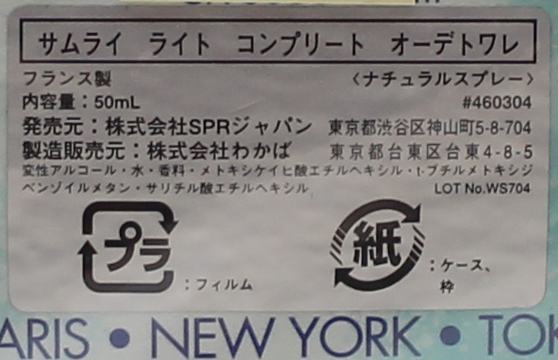 サムライ ライト コンプリート オーデトワレ
フランス製 〈ナチュラルスプレー〉
内容量：50mL #460304
発売元：株式会社SPRジャパン 東京都渋谷区神山町5-8-704
製造販売元：株式会社わかば 東京都台東区台東4-8-5
変性アルコール・水・香料・メトキシケイヒ酸エチルヘキシル・t-ブチルメトキシジ
ベンゾイルメタン・サリチル酸エチルヘキシル LOT No.WS704
プラ ：フィルム
紙 ：ケース、
枠
ARIS • NEW YORK • TO